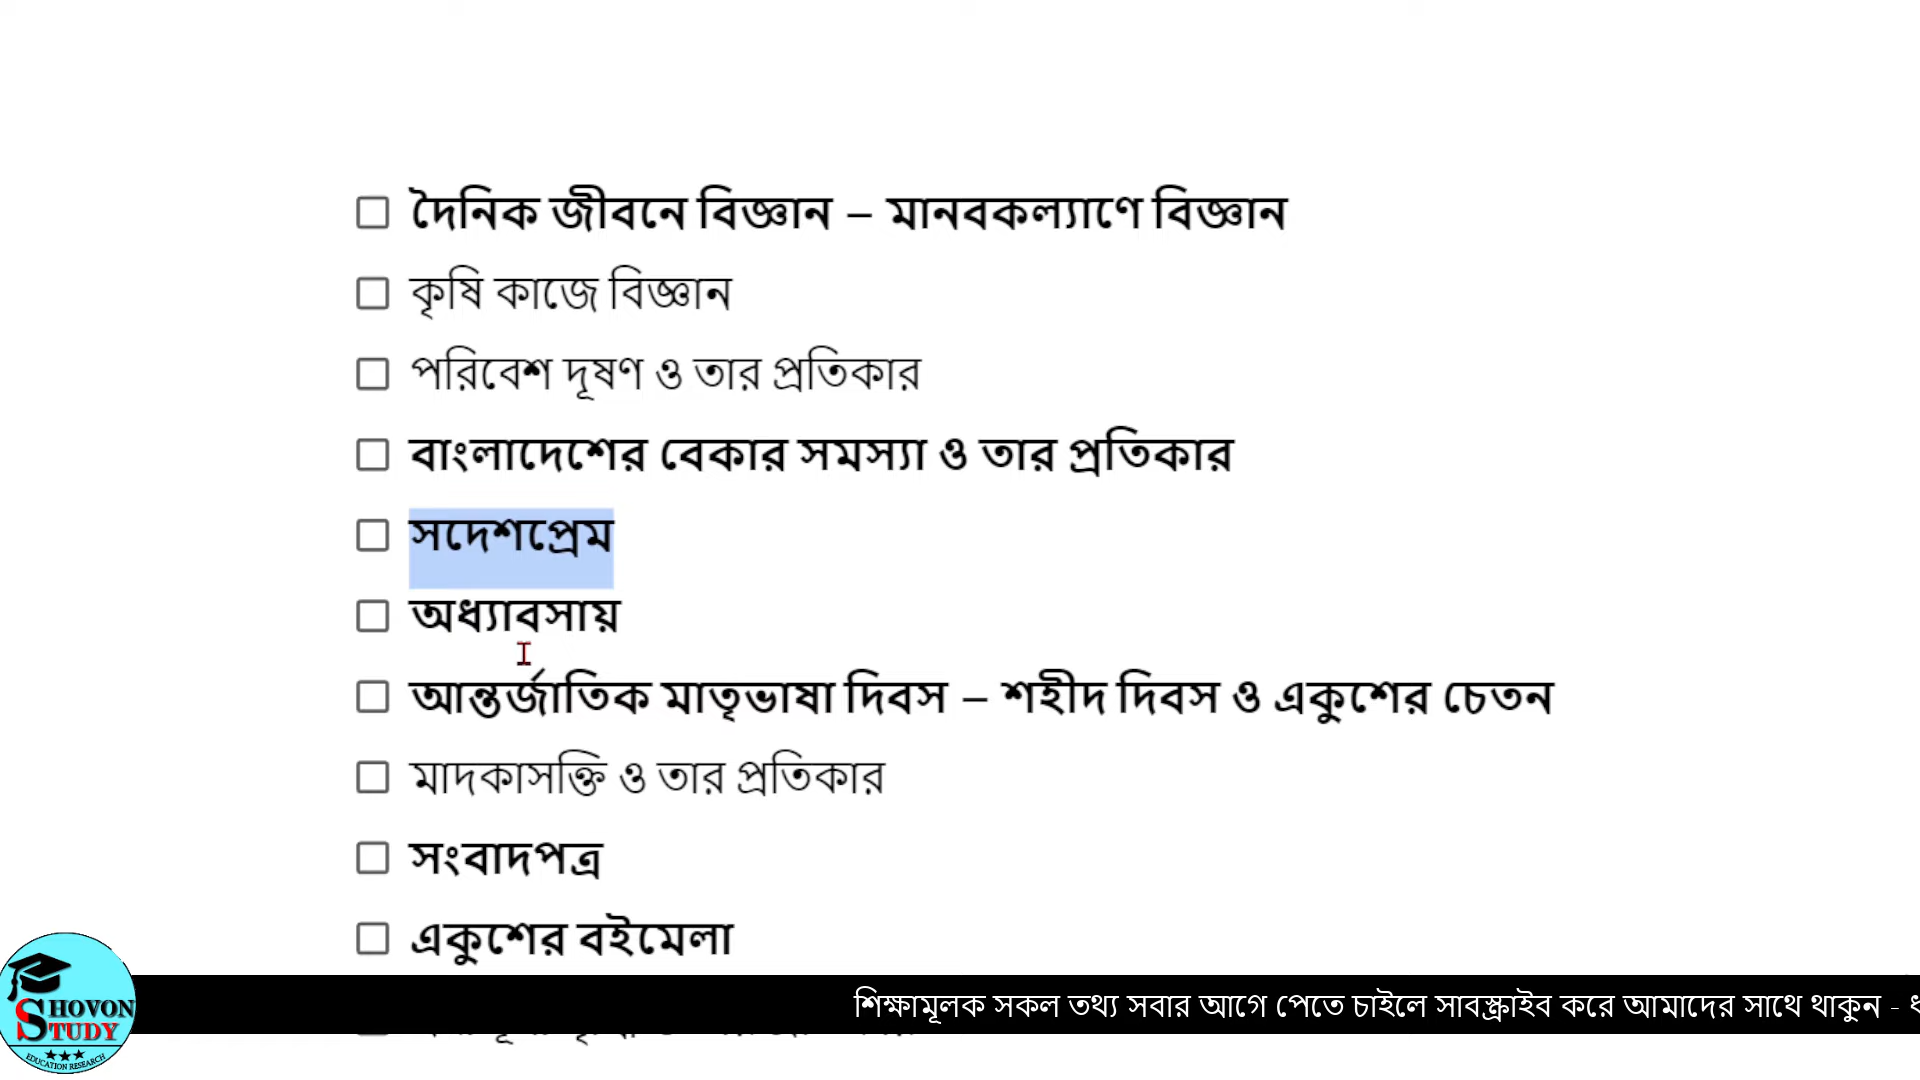 দৈনিক জীবনে বিজ্ঞান – মানবকল্যাণে বিজ্ঞান
কৃষি কাজে বিজ্ঞান
পরিবেশ দূষণ ও তার প্রতিকার
বাংলাদেশের বেকার সমস্যা ও তার প্রতিকার
সদেশপ্রেম
অধ্যাবসায়
আন্তর্জাতিক মাতৃভাষা দিবস – শহীদ দিবস ও একুশের চেতন
মাদকাসক্তি ও তার প্রতিকার
সংবাদপত্র
একুশের বইমেলা
শিক্ষামূলক সকল তথ্য সবার আগে পেতে চাইলে সাবস্ক্রাইব করে আমাদের সাথে থাকুন -
SHOVON
STUDY
EDUCATION RESEARCH